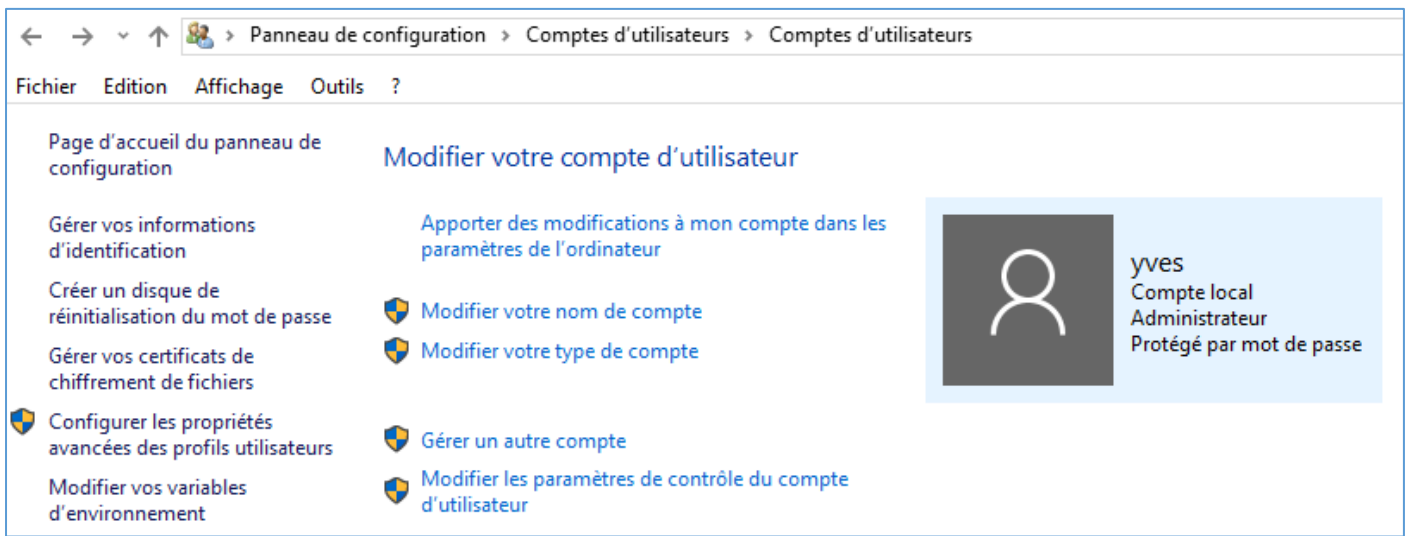 Panneau de configuration > Comptes d'utilisateurs > Comptes d'utilisateurs
Fichier Edition Affichage Outils ?
Page d'accueil du panneau de
configuration
Gérer vos informations
d'identification
Créer un disque de
réinitialisation du mot de passe
Gérer vos certificats de
chiffrement de fichiers
Configurer les propriétés
avancées des profils utilisateurs
Modifier vos variables
d'environnement
Modifier votre compte d'utilisateur
Apporter des modifications à mon compte dans les
paramètres de l'ordinateur
Modifier votre nom de compte
Modifier votre type de compte
Gérer un autre compte
Modifier les paramètres de contrôle du compte
d'utilisateur
yves
Compte local
Administrateur
Protégé par mot de passe